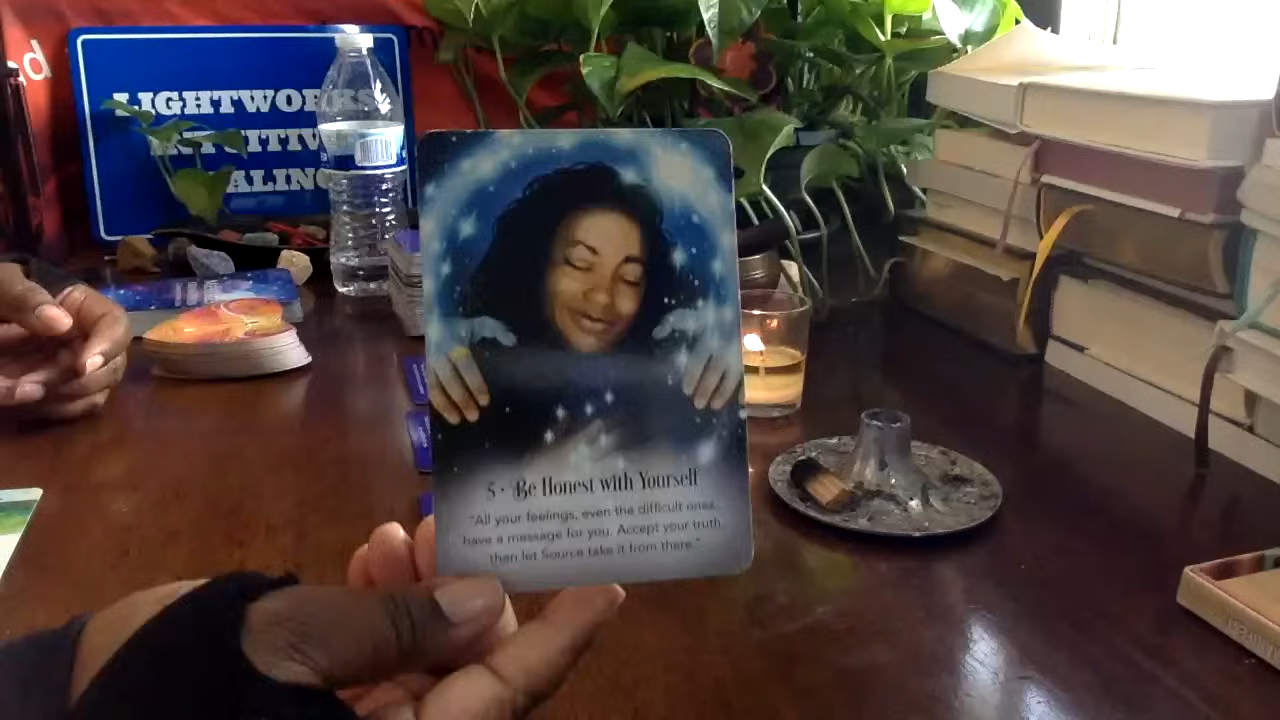 d
LIGHTWORKS
INTUITIV
ALING
5 • Be Honest with Yourself
"All your feelings, even the difficult ones,
have a message for you. Accept your truth,
then let Source take it from there."